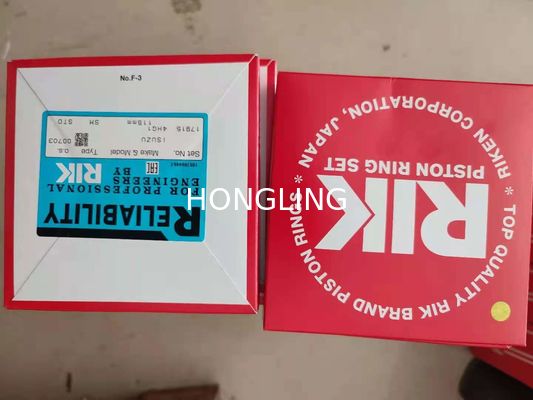 No.F-3
RELIABILITY
FOR PROFESSIONAL
ENGINEERS BY RIK
EAC
Set No. Make & Model Type O.S.
ISUZU 00703
17915 4HG1
115mm SM STD
HONGLING
* TOP QUALITY RIK BRAND PISTON RINGS *
RIK
PISTON RING SET
RIKEN CORPORATION, JAPAN